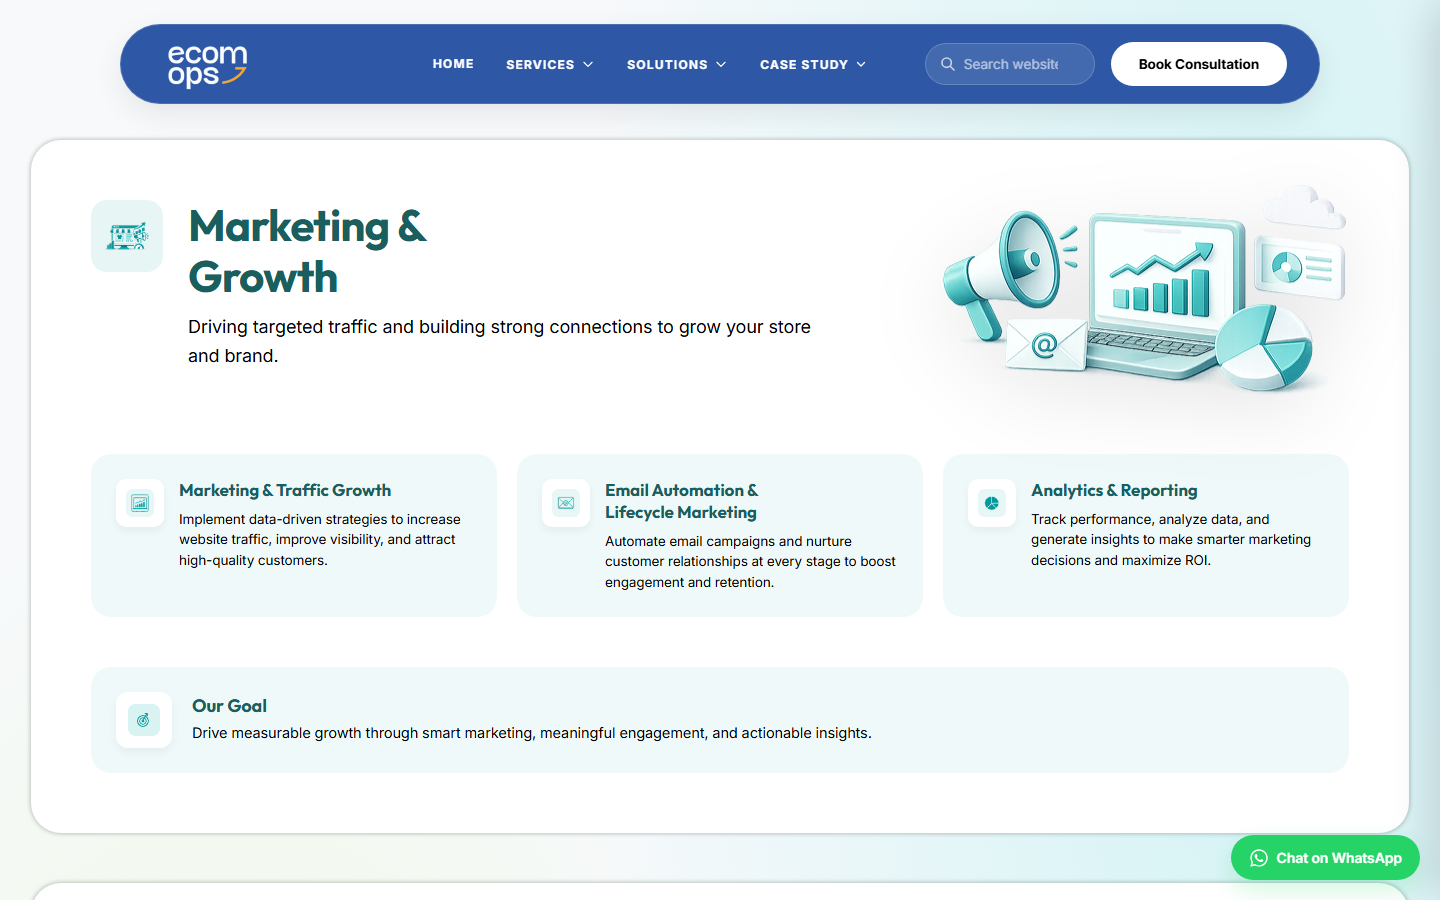 ecom
ops
HOME
SERVICES
SOLUTIONS
CASE STUDY
Search website
Book Consultation
Marketing &
Growth
Driving targeted traffic and building strong connections to grow your store
and brand.
@
Marketing & Traffic Growth
Implement data-driven strategies to increase
website traffic, improve visibility, and attract
high-quality customers.
Email Automation &
Lifecycle Marketing
Automate email campaigns and nurture
customer relationships at every stage to boost
engagement and retention.
Analytics & Reporting
Track performance, analyze data, and
generate insights to make smarter marketing
decisions and maximize ROI.
Our Goal
Drive measurable growth through smart marketing, meaningful engagement, and actionable insights.
Chat on WhatsApp